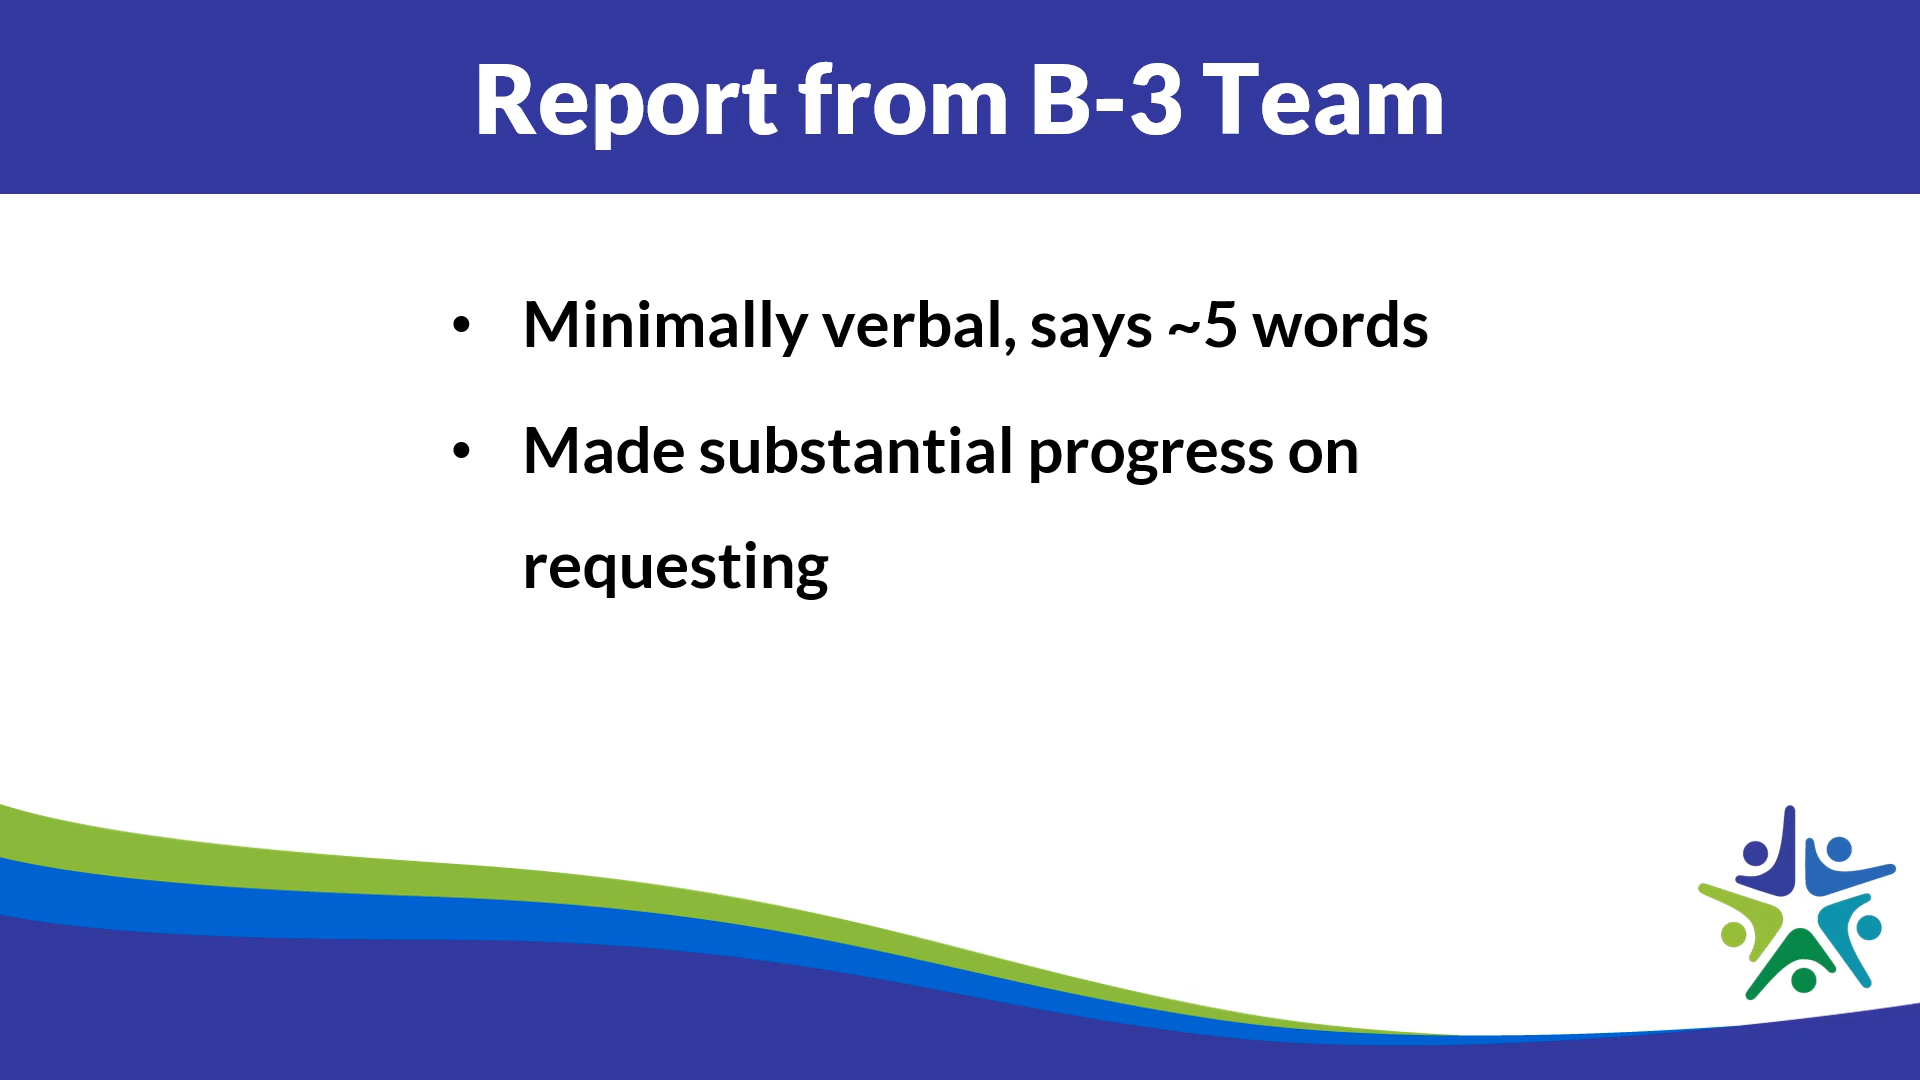 Report from B-3 Team
• Minimally verbal, says ~5 words
• Made substantial progress on
requesting